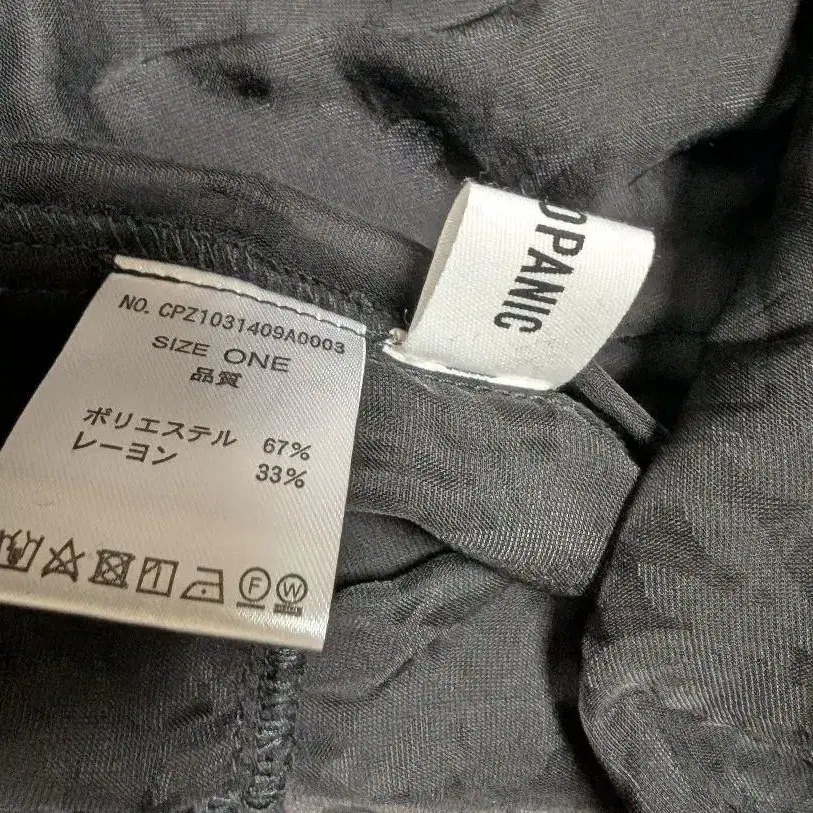 NO. CPZ1031409A0003
SIZE ONE
品質
ポリエステル 67%
レーヨン 33%
F W
OPANIC